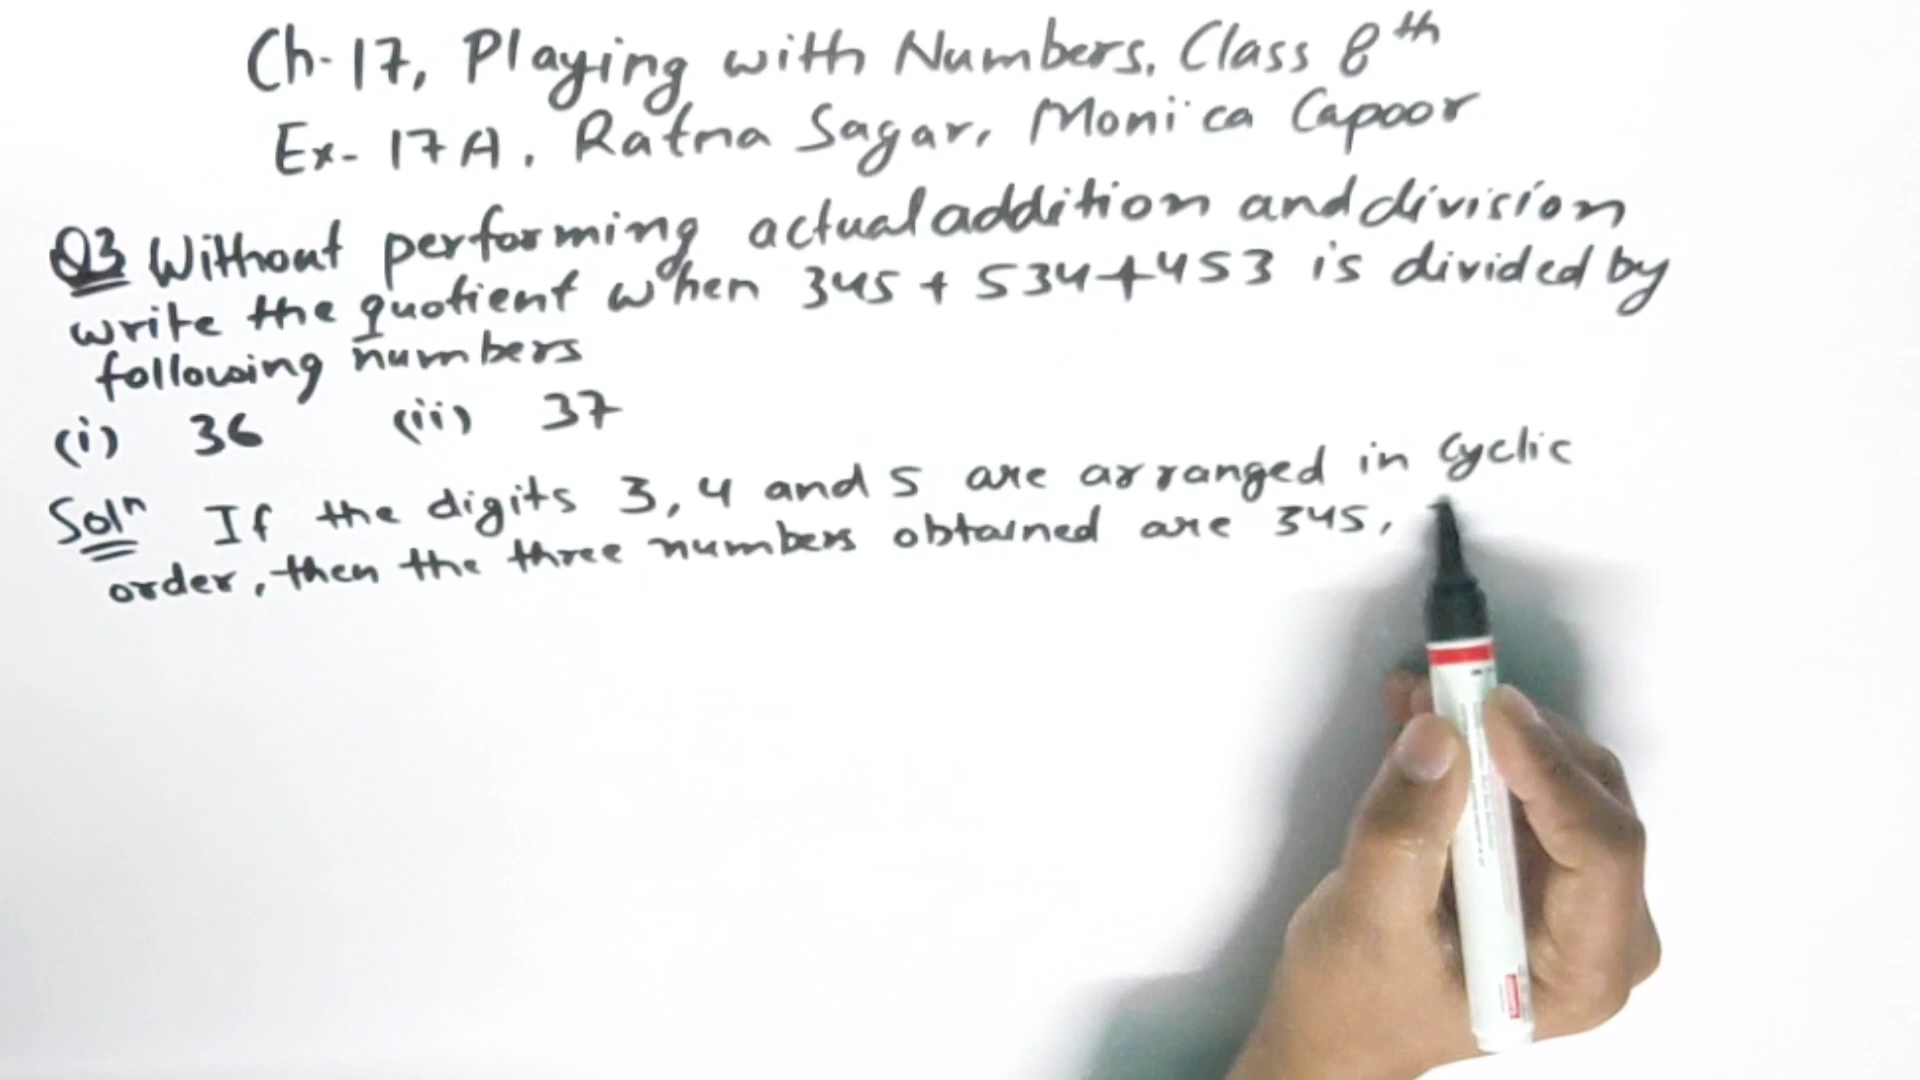 Ch-17, Playing with Numbers. Class 8th
Ex- 17A. Ratna Sagar, Monica Capoor
Q3 Without performing actual addition and division
write the quotient when 345 + 534 + 453 is divided by
following numbers
(i) 36 (ii) 37
Soln If the digits 3, 4 and 5 are arranged in cyclic
order, then the three numbers obtained are 345,